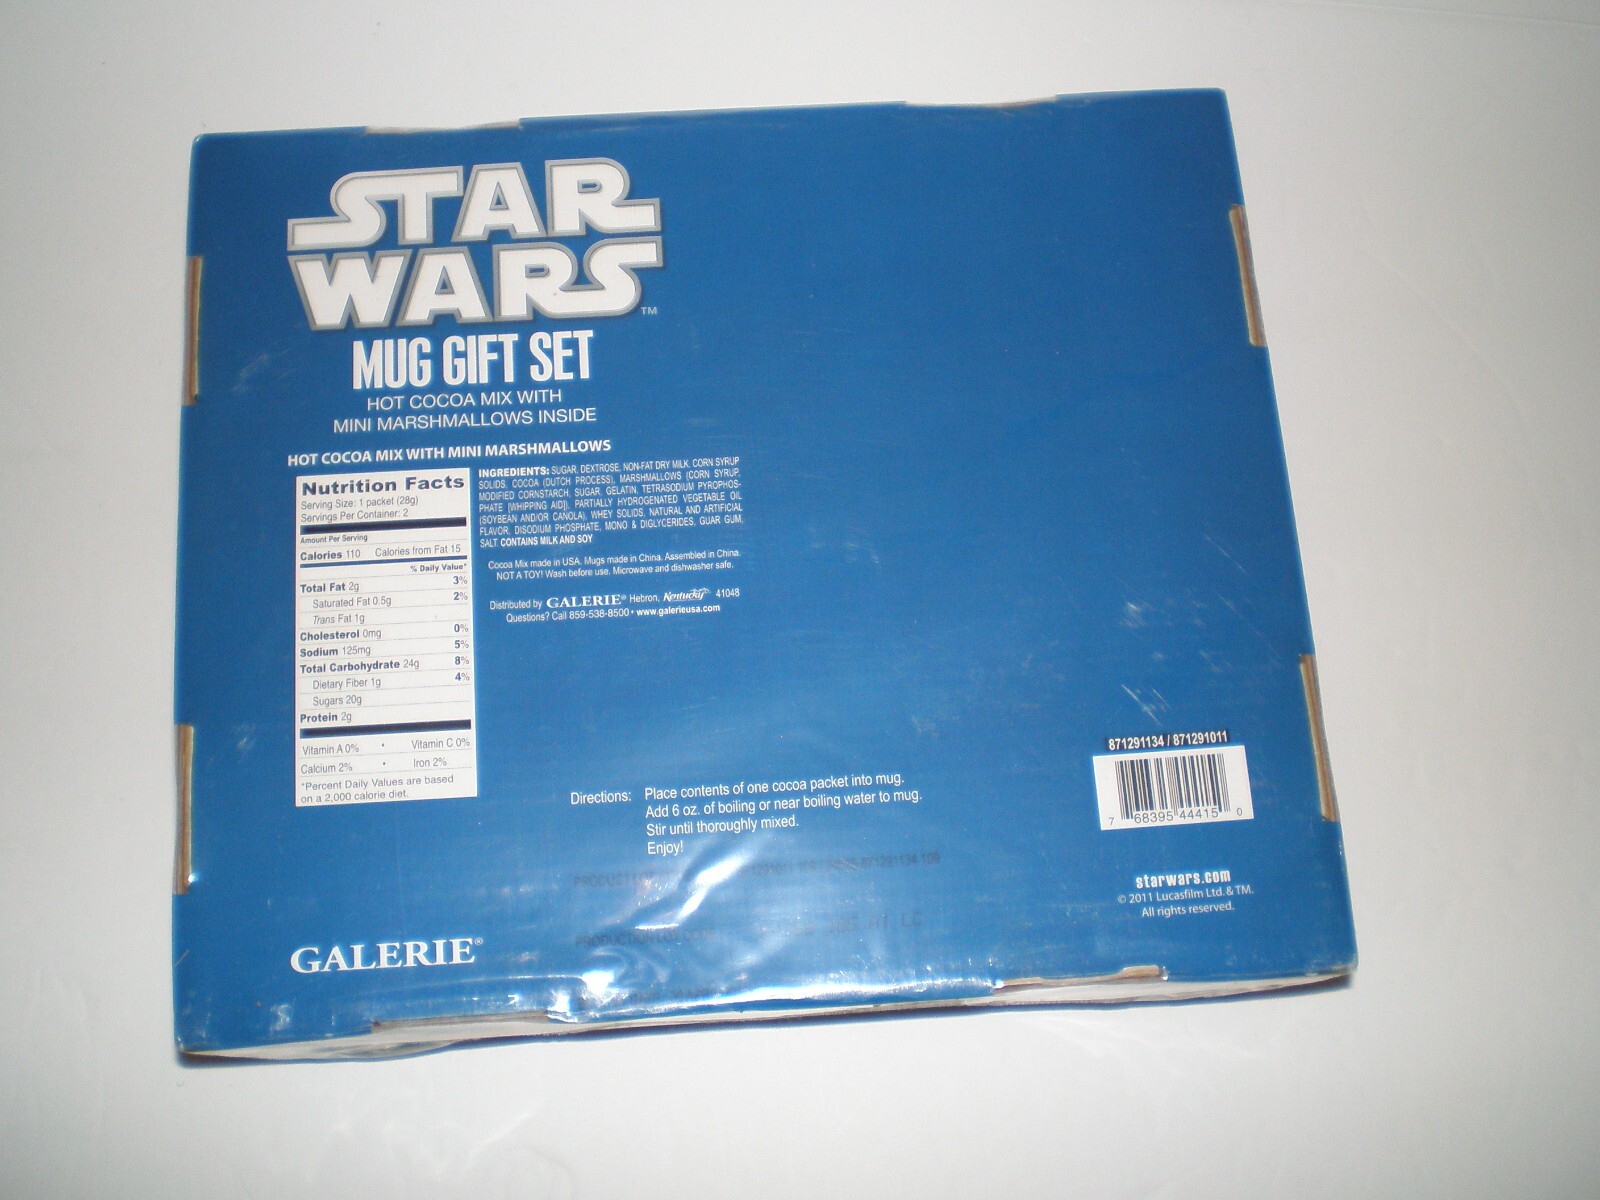 STAR
WARS™
MUG GIFT SET
HOT COCOA MIX WITH
MINI MARSHMALLOWS INSIDE
HOT COCOA MIX WITH MINI MARSHMALLOWS
Nutrition Facts
Serving Size: 1 packet (28g)
Servings Per Container: 2
Amount Per Serving
Calories 110 Calories from Fat 15
% Daily Value*
Total Fat 2g 3%
Saturated Fat 0.5g 2%
Trans Fat 1g
Cholesterol 0mg 0%
Sodium 125mg 5%
Total Carbohydrate 24g 8%
Dietary Fiber 1g 4%
Sugars 20g
Protein 2g
Vitamin A 0% • Vitamin C 0%
Calcium 2% • Iron 2%
*Percent Daily Values are based
on a 2,000 calorie diet.
INGREDIENTS: SUGAR, DEXTROSE, NON-FAT DRY MILK, CORN SYRUP
SOLIDS, COCOA (DUTCH PROCESS), MARSHMALLOWS (CORN SYRUP,
MODIFIED CORNSTARCH, SUGAR, GELATIN, TETRASODIUM PYROPHOS-
PHATE [WHIPPING AID]), PARTIALLY HYDROGENATED VEGETABLE OIL
(SOYBEAN AND/OR CANOLA), WHEY SOLIDS, NATURAL AND ARTIFICIAL
FLAVOR, DISODIUM PHOSPHATE, MONO & DIGLYCERIDES, GUAR GUM,
SALT CONTAINS MILK AND SOY
Cocoa Mix made in USA. Mugs made in China. Assembled in China.
NOT A TOY! Wash before use. Microwave and dishwasher safe.
Distributed by GALERIE® Hebron, Kentucky 41048
Questions? Call 859-538-8500 • www.galerieusa.com
Directions: Place contents of one cocoa packet into mug.
Add 6 oz. of boiling or near boiling water to mug.
Stir until thoroughly mixed.
Enjoy!
871291134 / 871291011
7 68395 44415 0
starwars.com
© 2011 Lucasfilm Ltd. & TM.
All rights reserved.
GALERIE®